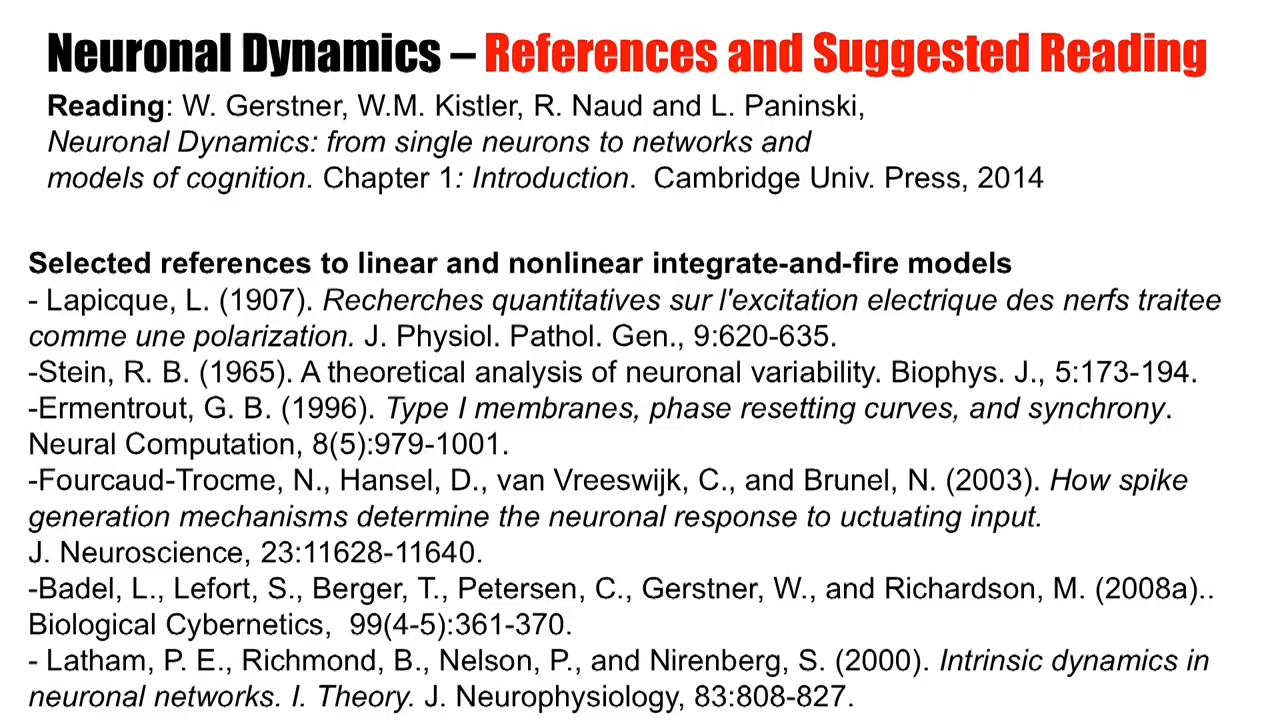 Neuronal Dynamics – References and Suggested Reading
Reading: W. Gerstner, W.M. Kistler, R. Naud and L. Paninski,
Neuronal Dynamics: from single neurons to networks and
models of cognition. Chapter 1: Introduction. Cambridge Univ. Press, 2014
Selected references to linear and nonlinear integrate-and-fire models
- Lapicque, L. (1907). Recherches quantitatives sur l'excitation electrique des nerfs traitee
comme une polarization. J. Physiol. Pathol. Gen., 9:620-635.
-Stein, R. B. (1965). A theoretical analysis of neuronal variability. Biophys. J., 5:173-194.
-Ermentrout, G. B. (1996). Type I membranes, phase resetting curves, and synchrony.
Neural Computation, 8(5):979-1001.
-Fourcaud-Trocme, N., Hansel, D., van Vreeswijk, C., and Brunel, N. (2003). How spike
generation mechanisms determine the neuronal response to uctuating input.
J. Neuroscience, 23:11628-11640.
-Badel, L., Lefort, S., Berger, T., Petersen, C., Gerstner, W., and Richardson, M. (2008a)..
Biological Cybernetics, 99(4-5):361-370.
- Latham, P. E., Richmond, B., Nelson, P., and Nirenberg, S. (2000). Intrinsic dynamics in
neuronal networks. I. Theory. J. Neurophysiology, 83:808-827.